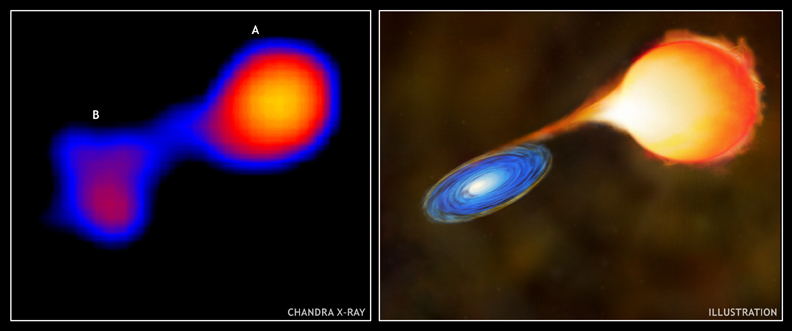 A
B
CHANDRA X-RAY
ILLUSTRATION